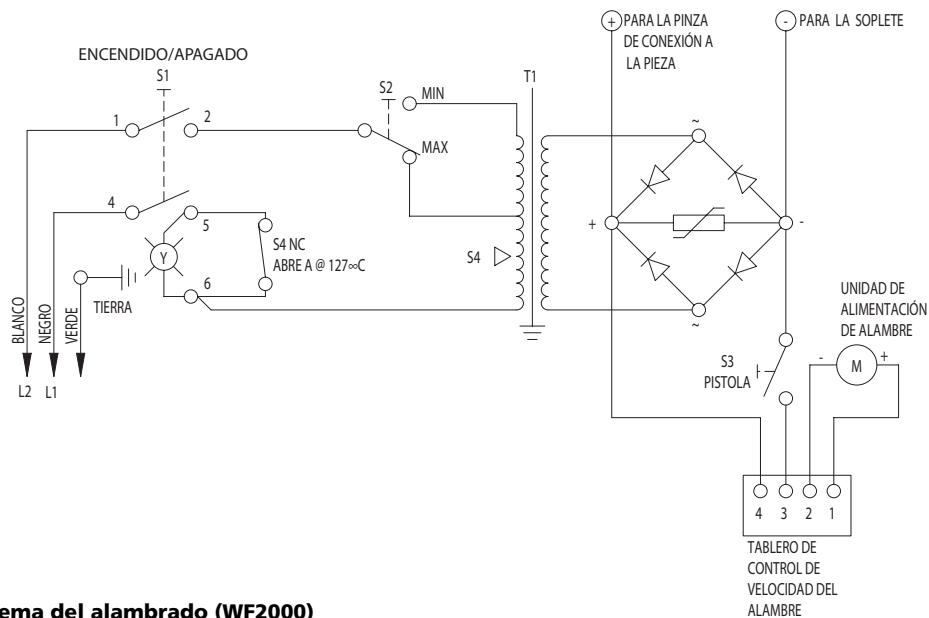 + PARA LA PINZA
DE CONEXIÓN A
LA PIEZA
- PARA LA SOPLETE
ENCENDIDO/APAGADO
S1
S2
MIN
T1
1
2
MAX
~
4
5
S4 NC
ABRE A @ 127∞C
S4
+
-
Y
6
TIERRA
BLANCO
NEGRO
VERDE
L2
L1
~
UNIDAD DE
ALIMENTACIÓN
DE ALAMBRE
S3
PISTOLA
-
M
+
4 3 2 1
TABLERO DE
CONTROL DE
VELOCIDAD DEL
ALAMBRE
ema del alambrado (WF2000)